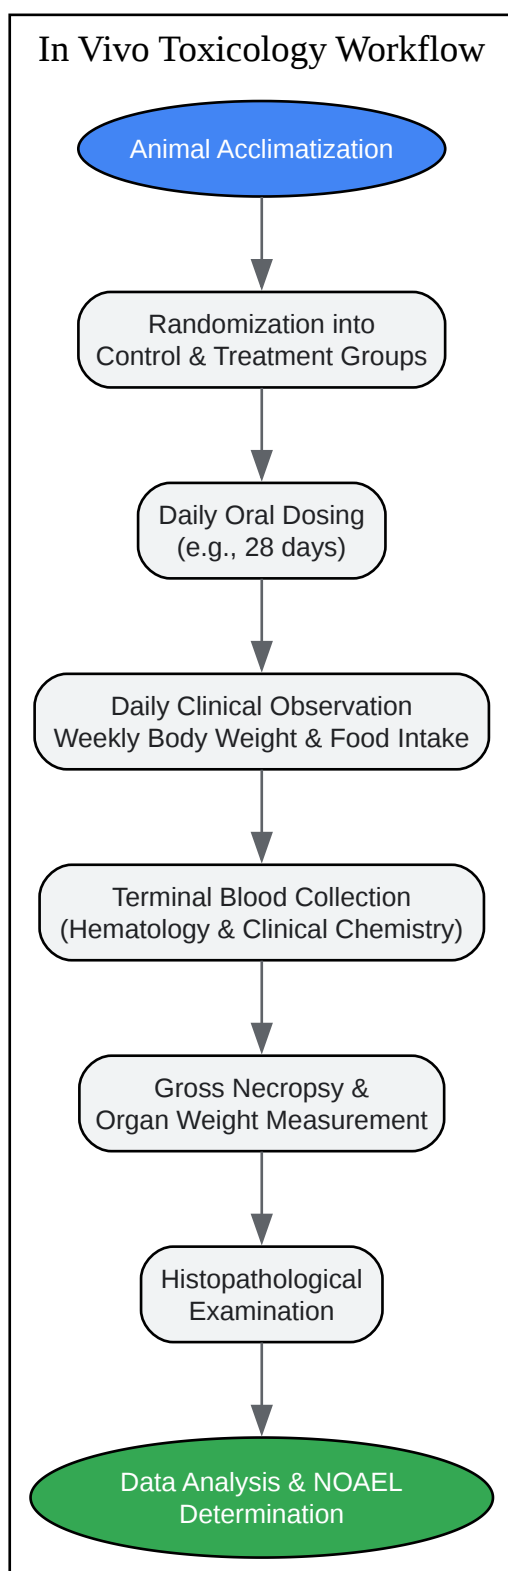 In Vivo Toxicology Workflow
Animal Acclimatization
Randomization into
Control & Treatment Groups
Daily Oral Dosing
(e.g., 28 days)
Daily Clinical Observation
Weekly Body Weight & Food Intake
Terminal Blood Collection
(Hematology & Clinical Chemistry)
Gross Necropsy &
Organ Weight Measurement
Histopathological
Examination
Data Analysis & NOAEL
Determination